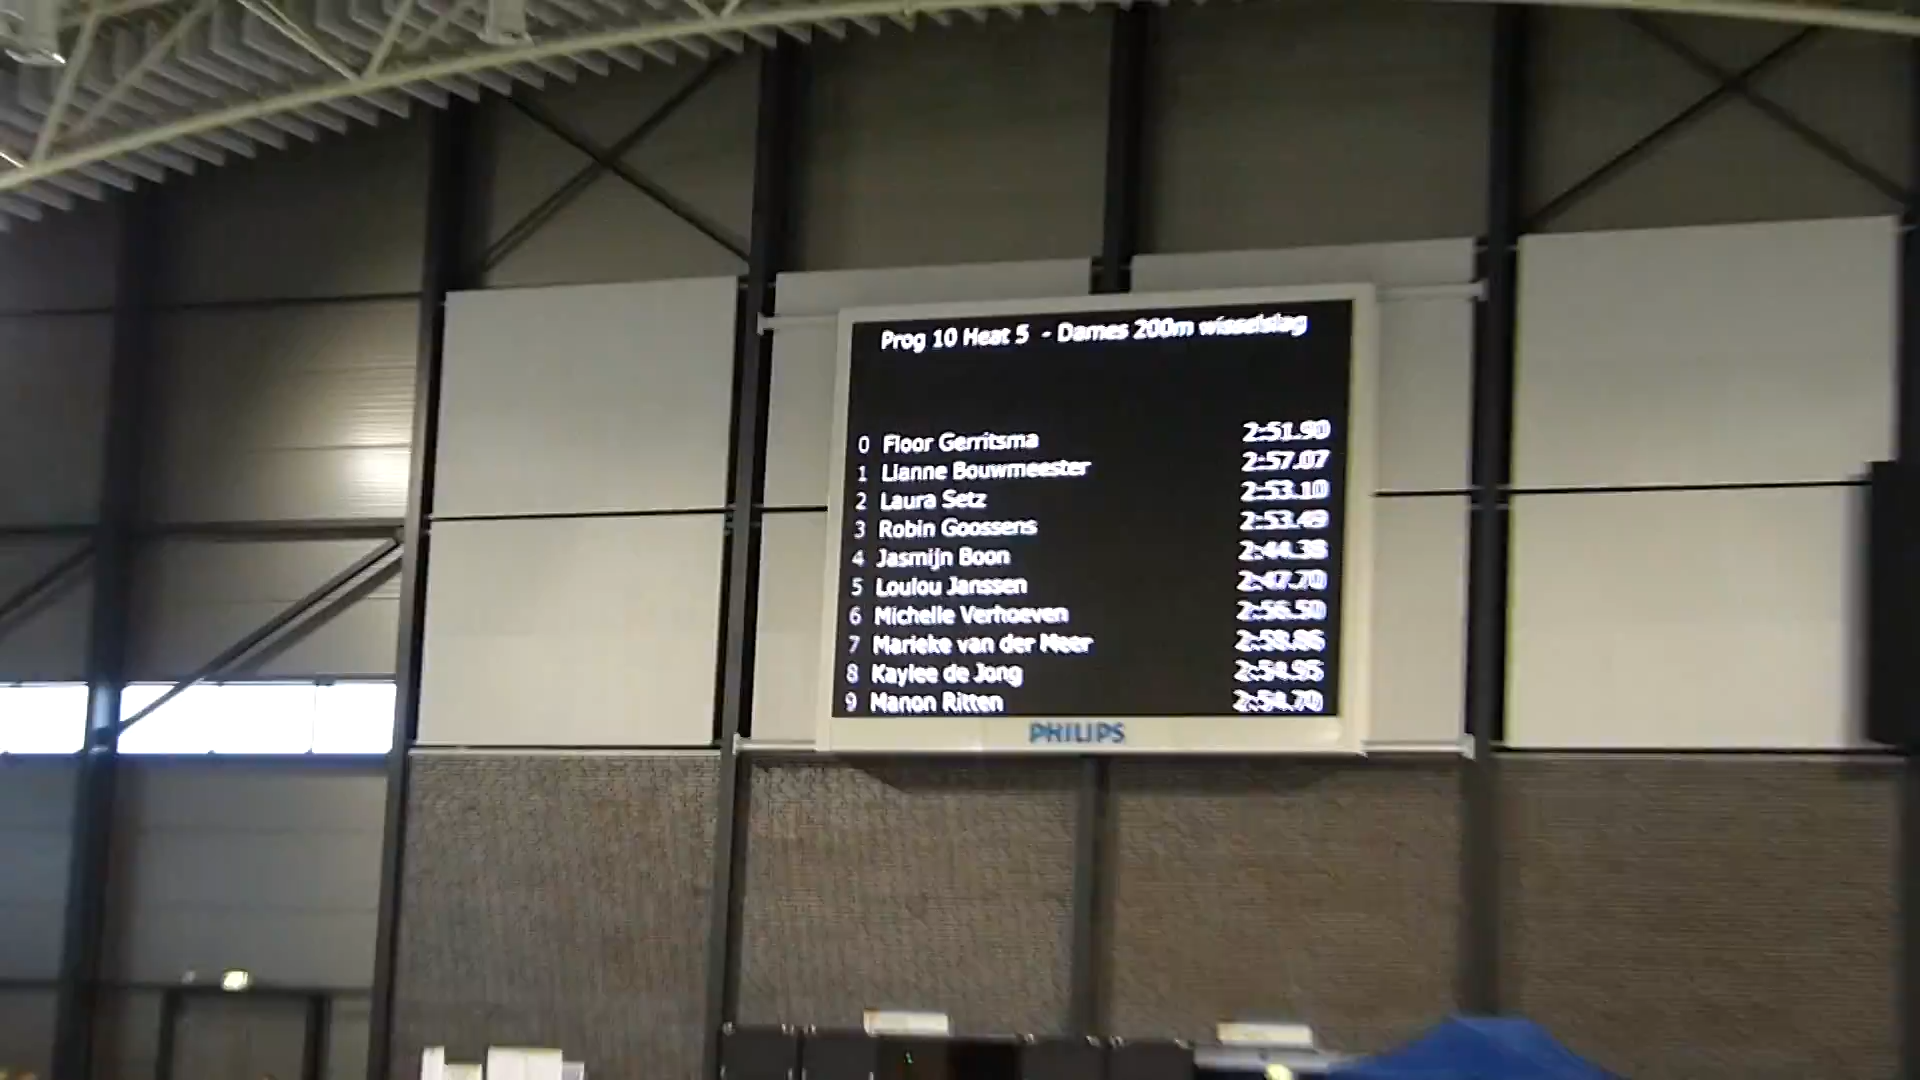 Prog 10 Heat 5 - Dames 200m wisselslag
0 Floor Gerritsma 2:51.90
1 Lianne Bouwmeester 2:57.07
2 Laura Setz 2:53.10
3 Robin Goossens 2:53.49
4 Jasmijn Boon 2:44.38
5 Loulou Janssen 2:47.70
6 Michelle Verhoeven 2:56.50
7 Marieke van der Meer 2:58.86
8 Kaylee de Jong 2:54.95
9 Manon Ritten 2:54.70
PHILIPS